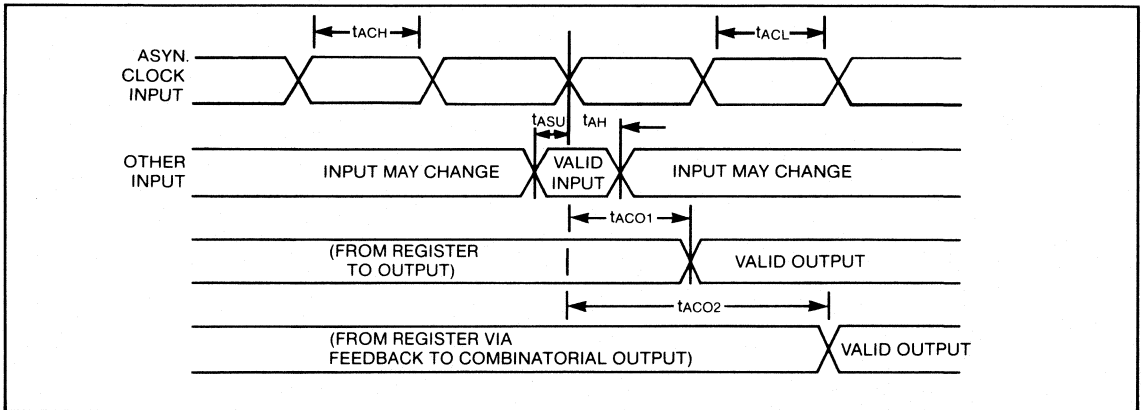 tACH
tACL
ASYN.
CLOCK
INPUT
tASU
tAH
OTHER
INPUT
INPUT MAY CHANGE
VALID
INPUT
INPUT MAY CHANGE
tACO1
(FROM REGISTER
TO OUTPUT)
VALID OUTPUT
tACO2
(FROM REGISTER VIA
FEEDBACK TO COMBINATORIAL OUTPUT)
VALID OUTPUT